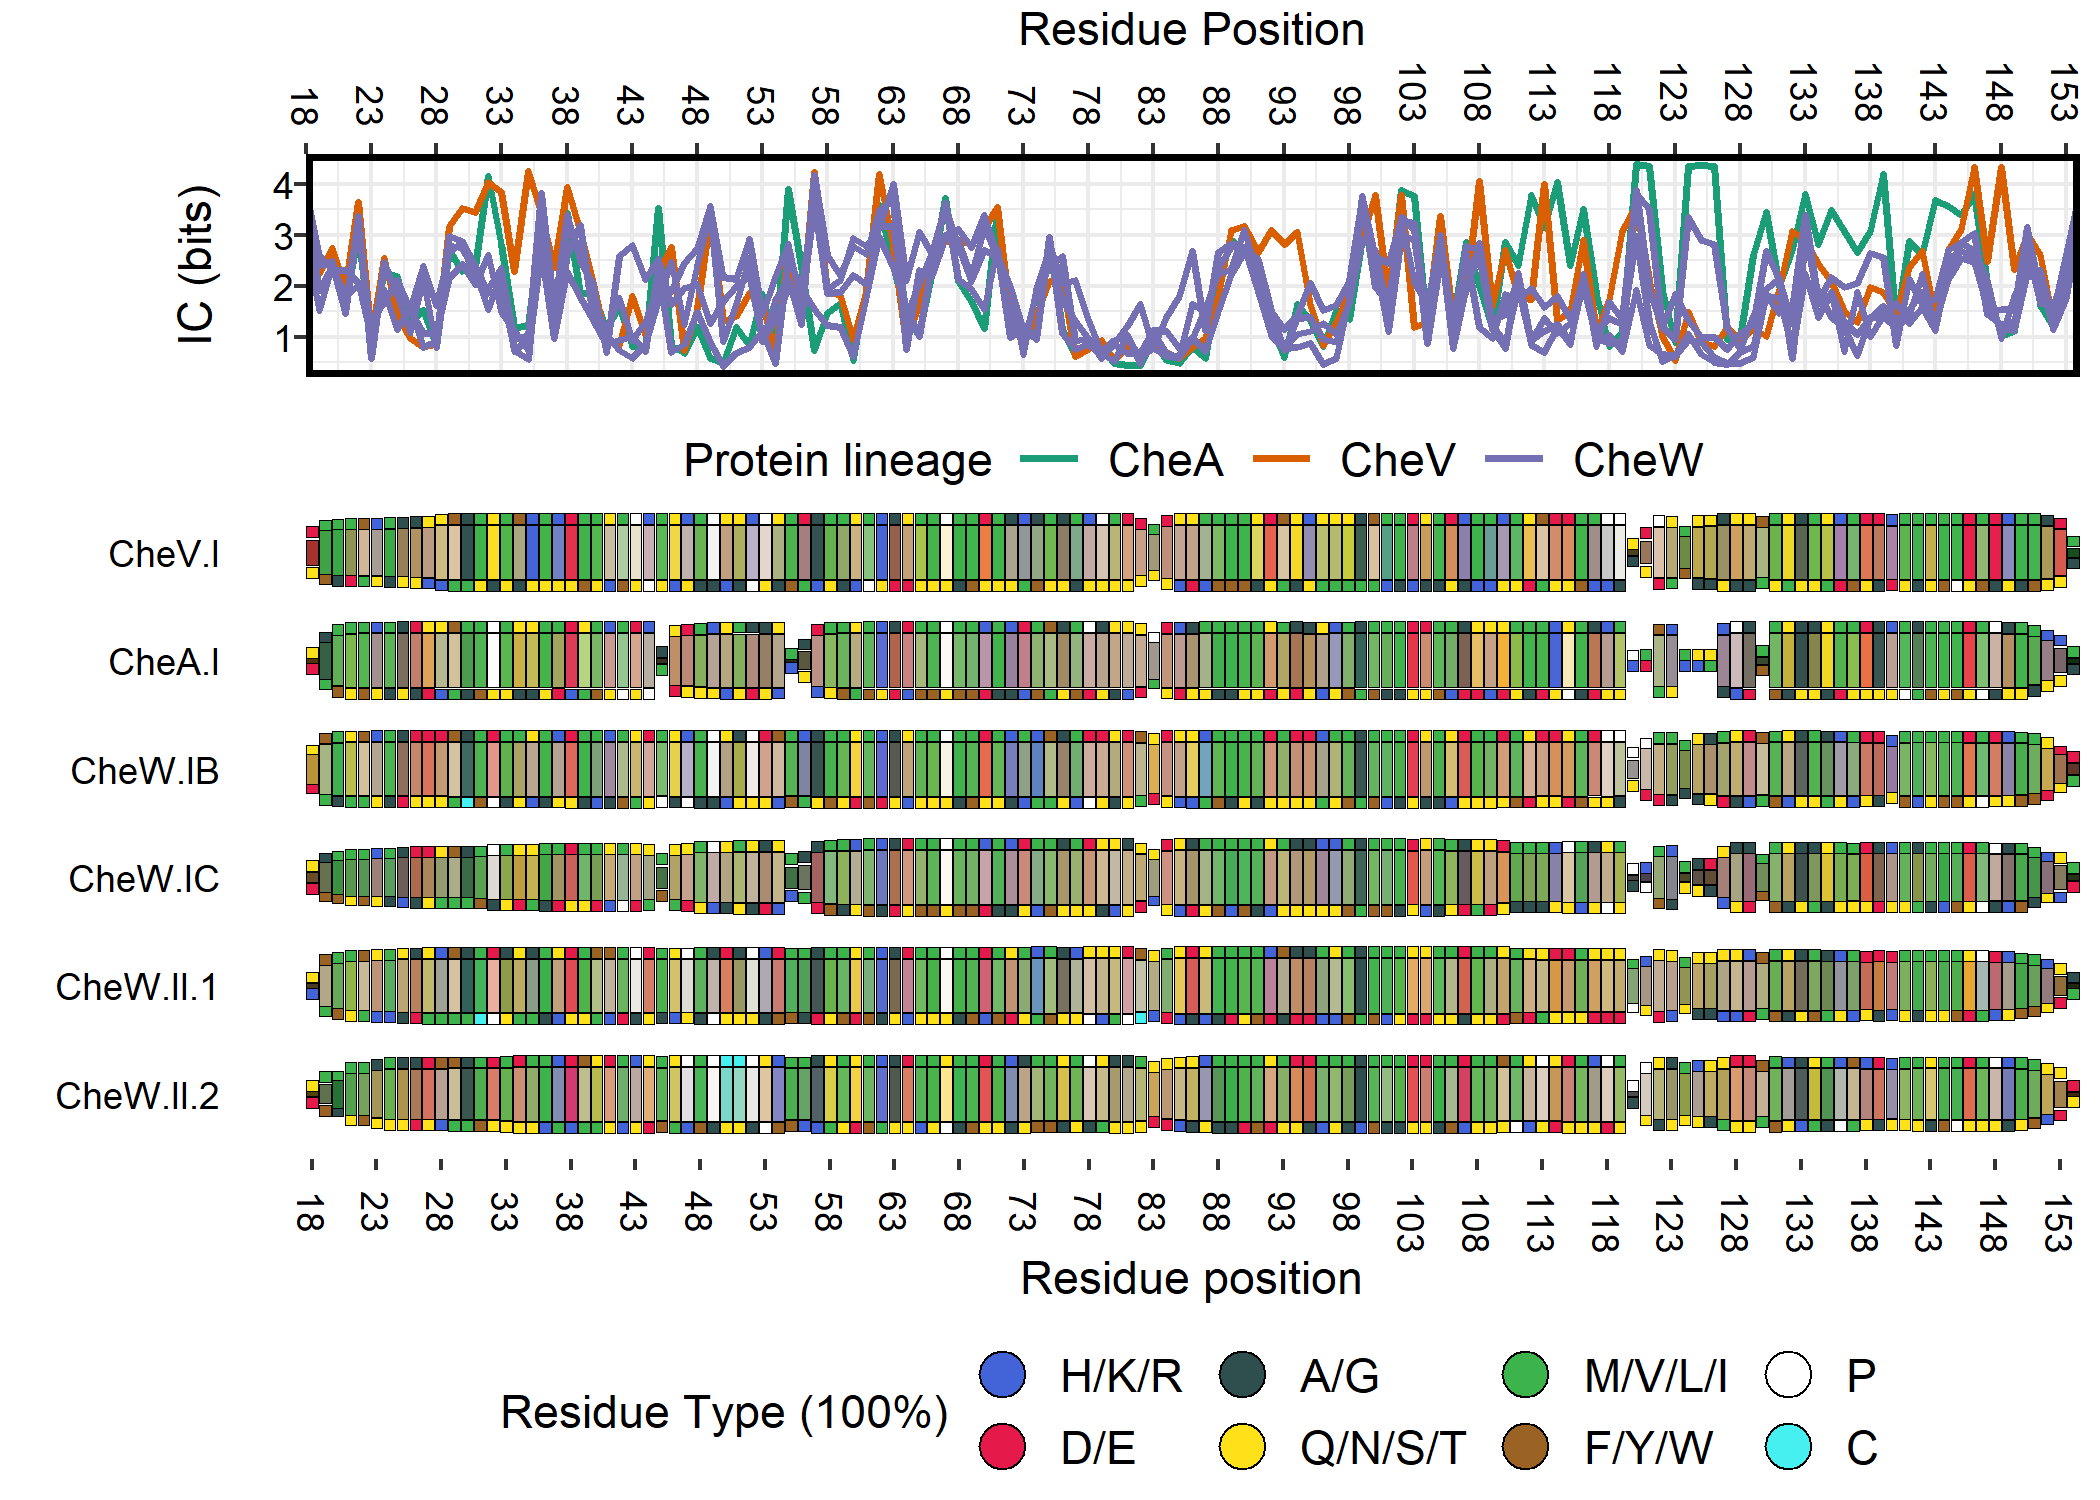 Residue Position
18 23 28 33 38 43 48 53 58 63 68 73 78 83 88 93 98 103 108 113 118 123 128 133 138 143 148 153
IC (bits)
4
3
2
1
Protein lineage CheA CheV CheW
CheV.I
CheA.I
CheW.IB
CheW.IC
CheW.II.1
CheW.II.2
18 23 28 33 38 43 48 53 58 63 68 73 78 83 88 93 98 103 108 113 118 123 128 133 138 143 148 153
Residue position
Residue Type (100%)
H/K/R A/G M/V/L/I P
D/E Q/N/S/T F/Y/W C